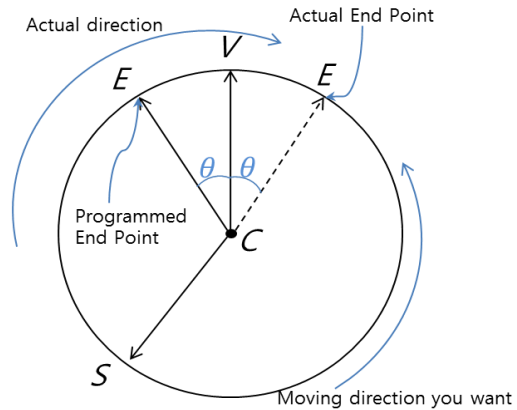 Actual direction
Actual End Point
V
E
E
θ θ
Programmed
End Point
C
S
Moving direction you want